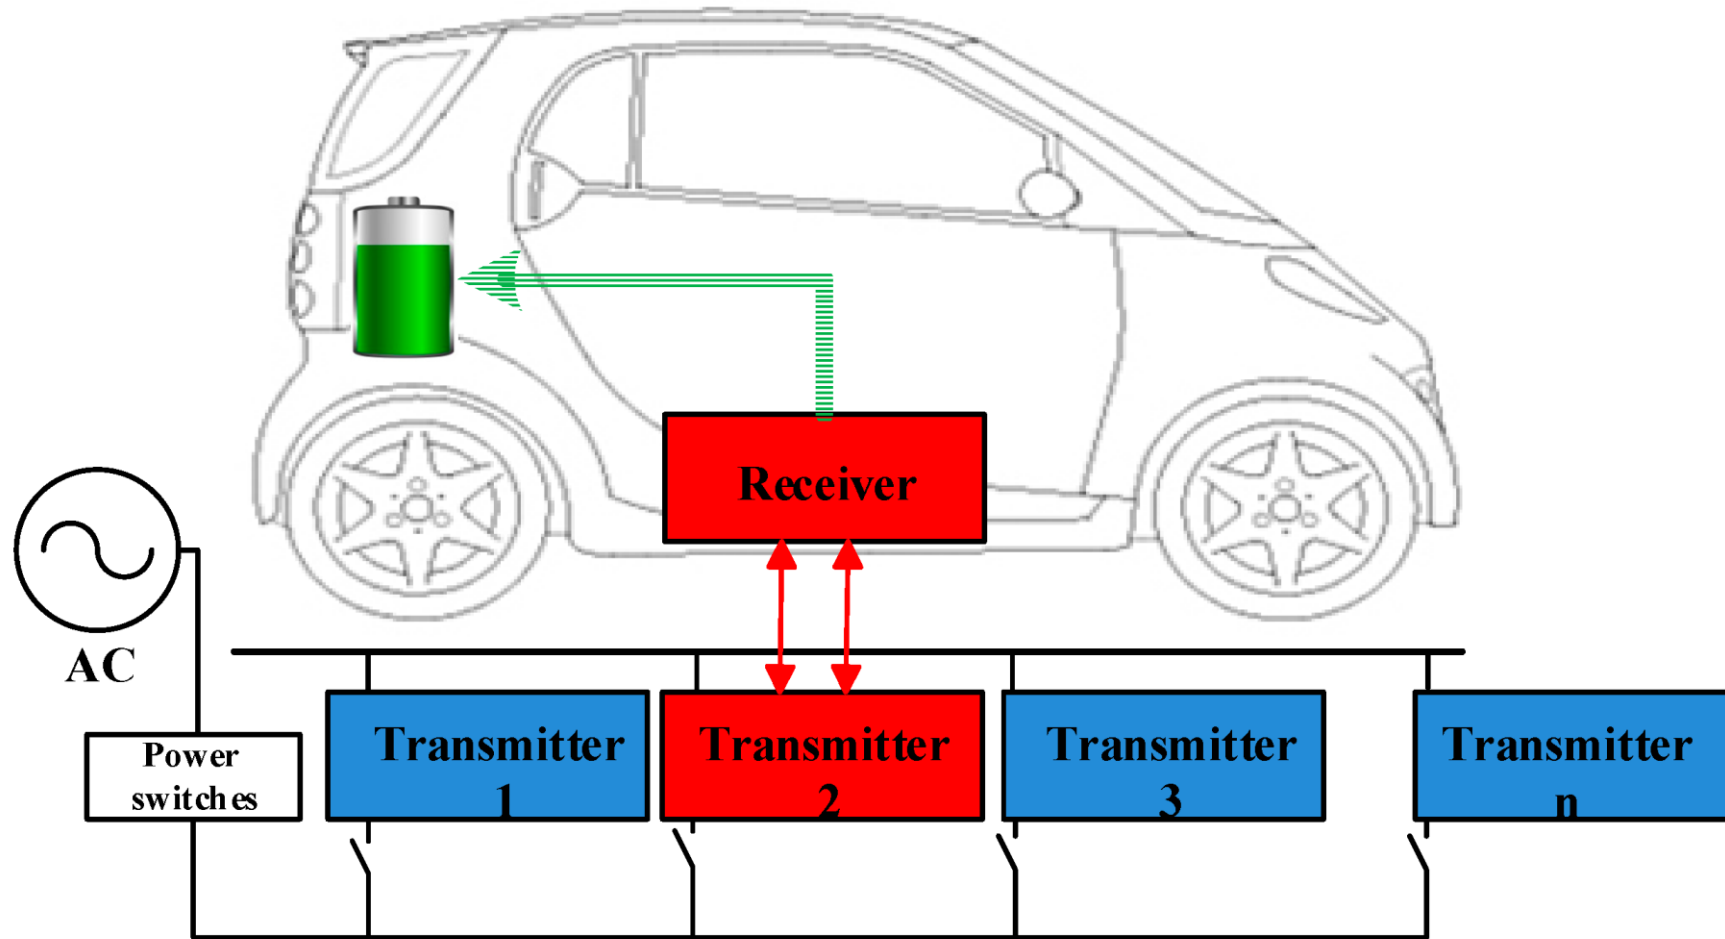 Receiver
AC
Power
switches
Transmitter
1
Transmitter
2
Transmitter
3
Transmitter
n